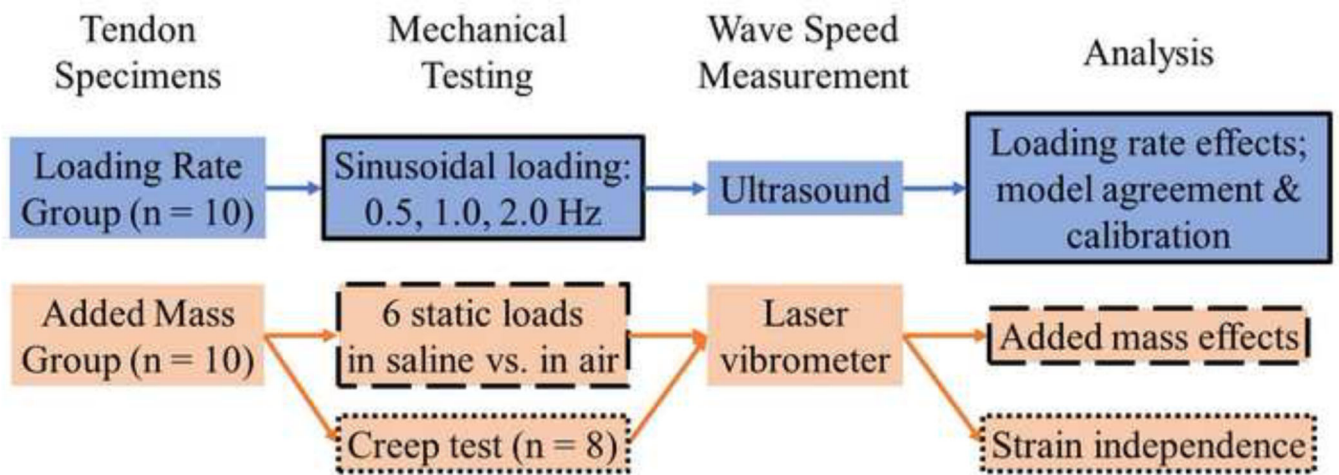 Tendon
Specimens
Mechanical
Testing
Wave Speed
Measurement
Analysis
Loading Rate
Group (n = 10)
Sinusoidal loading:
0.5, 1.0, 2.0 Hz
Ultrasound
Loading rate effects;
model agreement &
calibration
Added Mass
Group (n = 10)
6 static loads
in saline vs. in air
Creep test (n = 8)
Laser
vibrometer
Added mass effects
Strain independence